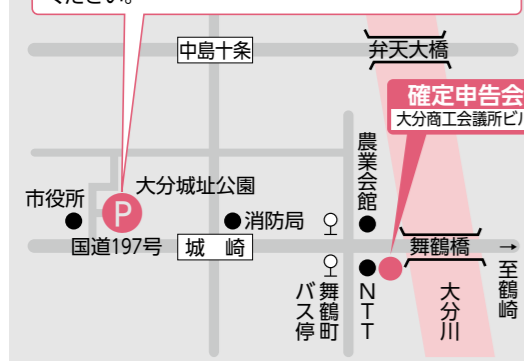 ください。
中島十条
弁天大橋
確定申告会
大分商工会議所ビル
農業会館
市役所
大分城址公園
P
消防局
国道197号
城崎
舞鶴橋
→
至鶴崎
舞鶴町
バス停
NTT
大分川